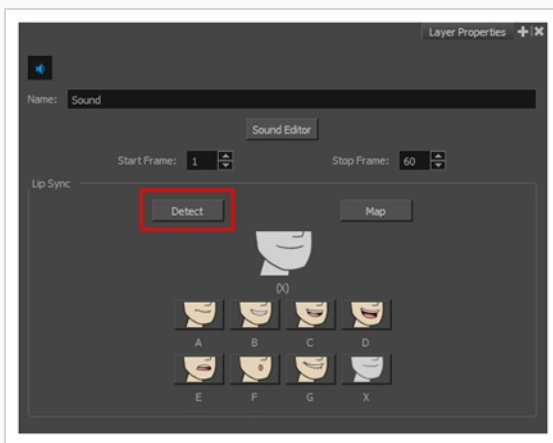 Layer Properties
Name: Sound
Sound Editor
Start Frame: 1 Stop Frame: 60
Lip Sync
Detect Map
(X)
A B C D
E F G X